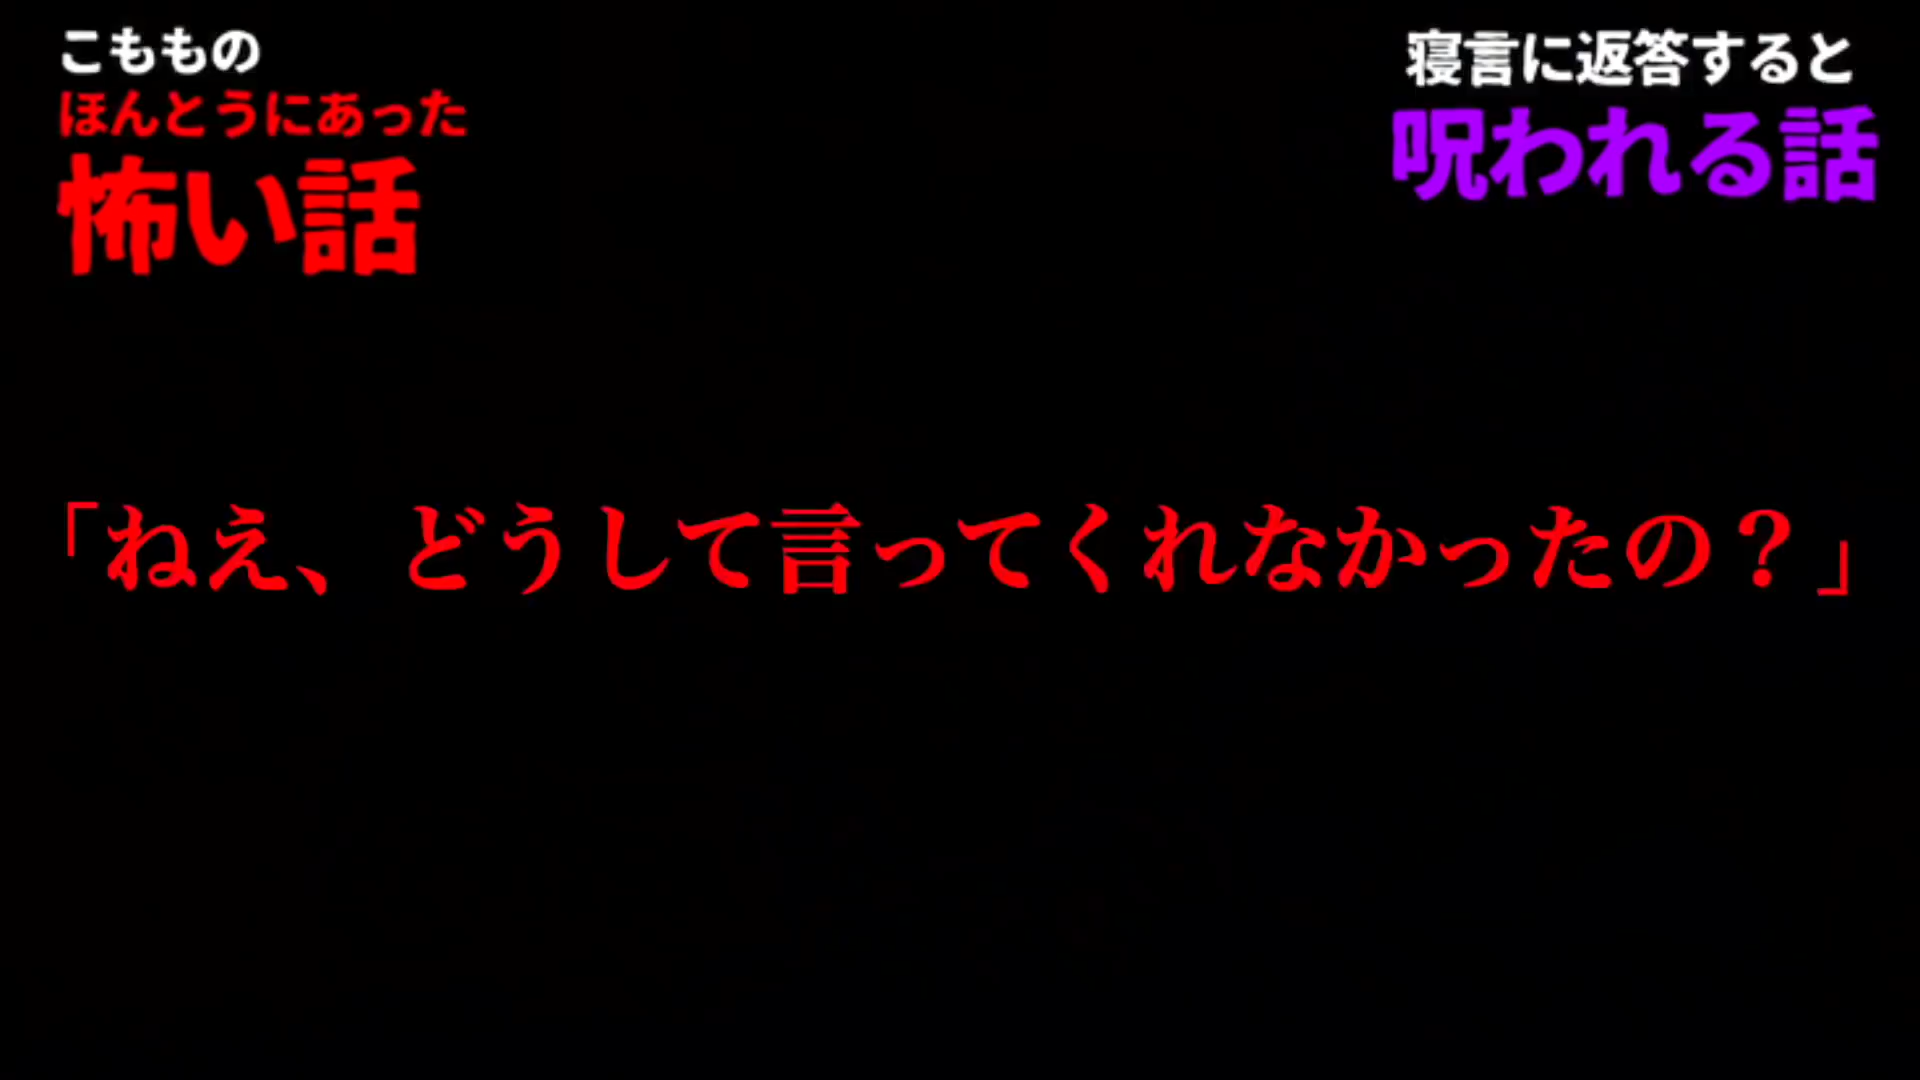 こももの
ほんとうにあった
怖い話
寝言に返答すると
呪われる話
「ねえ、どうして言ってくれなかったの？」